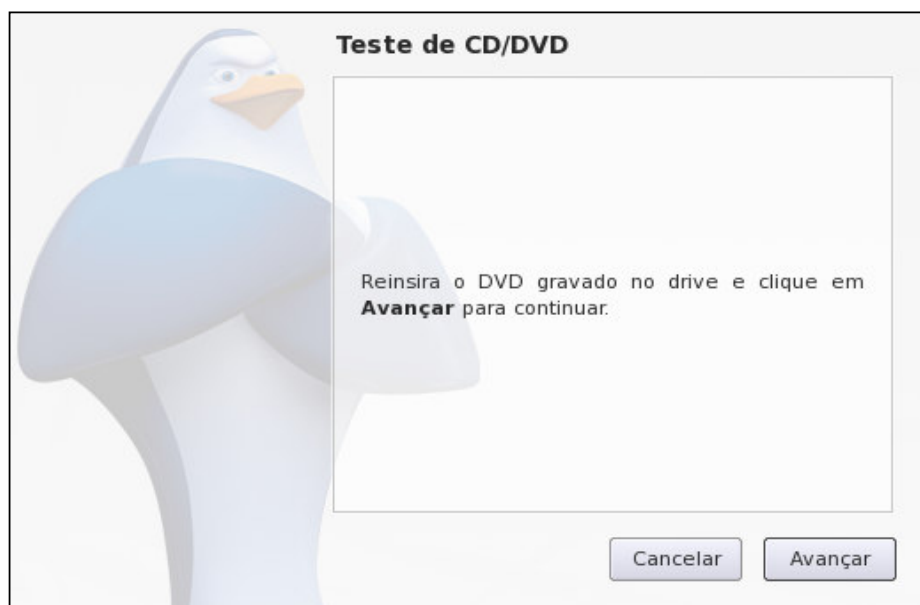 Teste de CD/DVD
Reinsira o DVD gravado no drive e clique em
Avançar para continuar.
Cancelar
Avançar